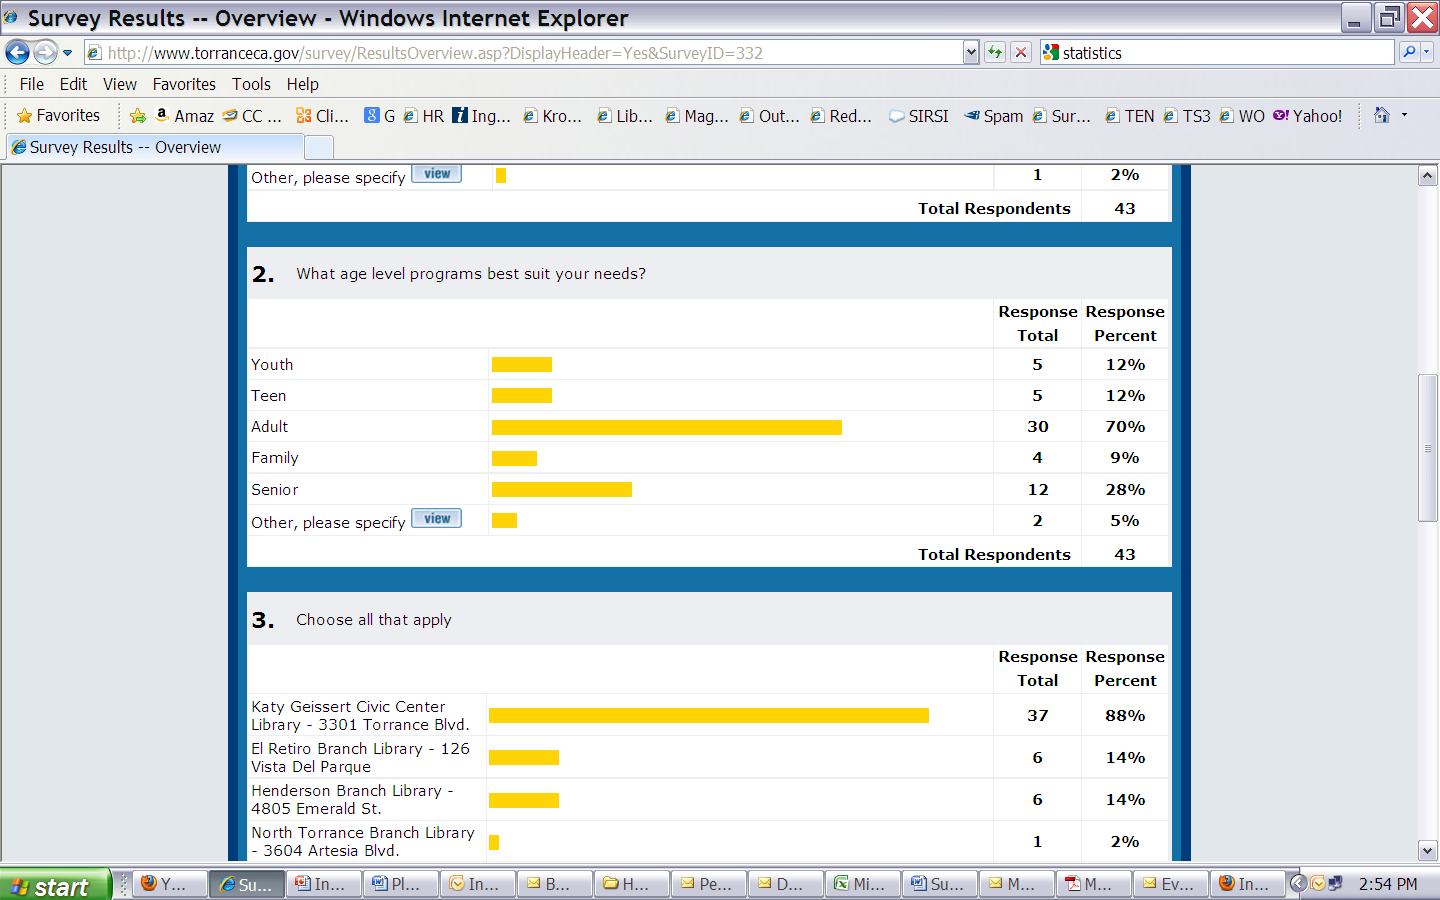 Survey Results -- Overview - Windows Internet Explorer
http://www.torranceca.gov/survey/ResultsOverview.asp?DisplayHeader=Yes&SurveyID=332
statistics
File Edit View Favorites Tools Help
Favorites Amaz CC ... Cli... G HR Ing... Kro... Lib... Mag... Out... Red... SIRSI Spam Sur... TEN TS3 WO Yahoo!
Survey Results -- Overview
Other, please specify view 1 2%
Total Respondents 43
2. What age level programs best suit your needs?
Response Response
Total Percent
Youth 5 12%
Teen 5 12%
Adult 30 70%
Family 4 9%
Senior 12 28%
Other, please specify view 2 5%
Total Respondents 43
3. Choose all that apply
Response Response
Total Percent
Katy Geissert Civic Center
Library - 3301 Torrance Blvd. 37 88%
El Retiro Branch Library - 126
Vista Del Parque 6 14%
Henderson Branch Library -
4805 Emerald St. 6 14%
North Torrance Branch Library
- 3604 Artesia Blvd. 1 2%
start Y... Su... In... Pl... In... B... H... Pe... D... Mi... Su... M... M... Ev... In... 2:54 PM